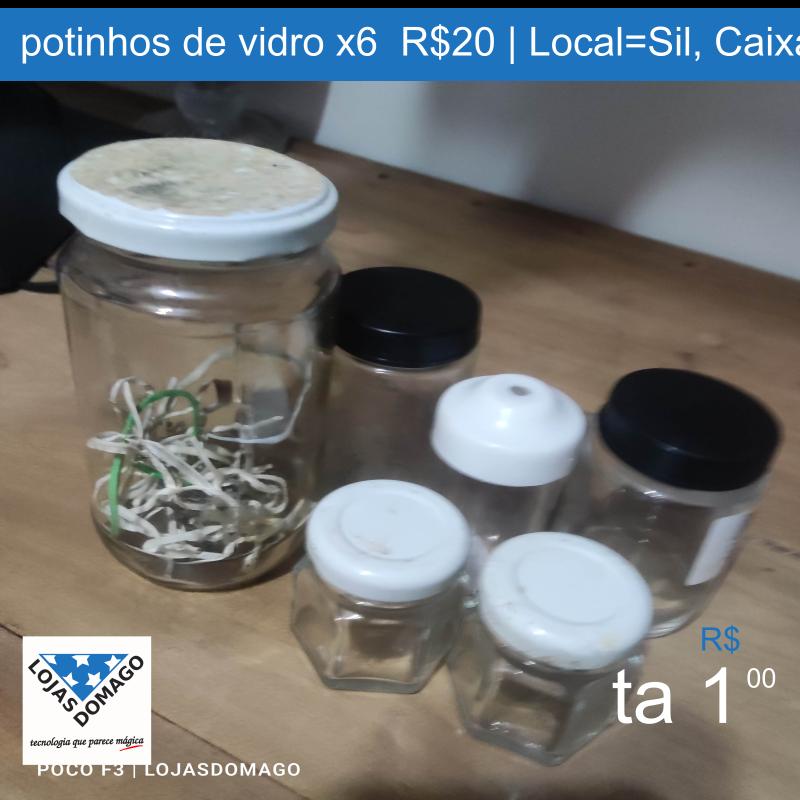 potinhos de vidro x6 R$20 | Local=Sil, Caixa
R$
ta 1 00
LOJAS DOMAGO
tecnologia que parece mágica
POCO F3 | LOJASDOMAGO